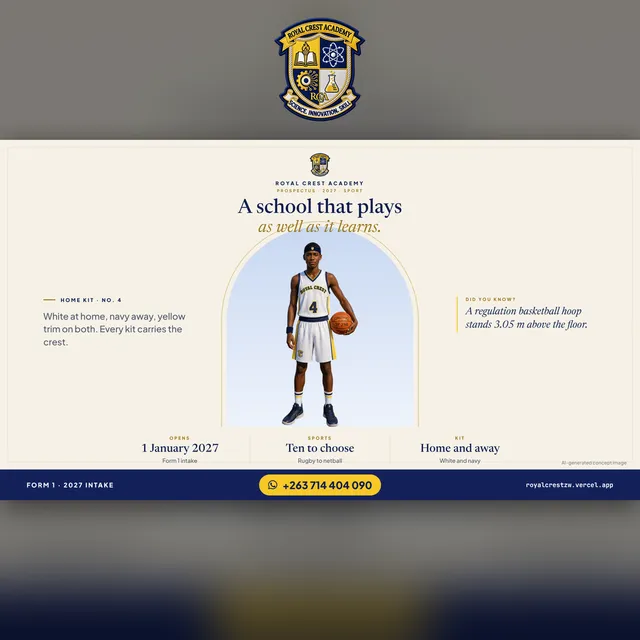 ROYAL CREST ACADEMY
RCA
SCIENCE, INNOVATION, SKILL
ROYAL CREST ACADEMY
PROSPECTUS · 2027 · SPORT
A school that plays
as well as it learns.
HOME KIT · NO. 4
White at home, navy away, yellow
trim on both. Every kit carries the
crest.
ROYAL CREST
4
DID YOU KNOW?
A regulation basketball hoop
stands 3.05 m above the floor.
OPENS
1 January 2027
Form 1 intake
SPORTS
Ten to choose
Rugby to netball
KIT
Home and away
White and navy
AI-generated concept image
FORM 1 · 2027 INTAKE
+263 714 404 090
royalcrestzw.vercel.app